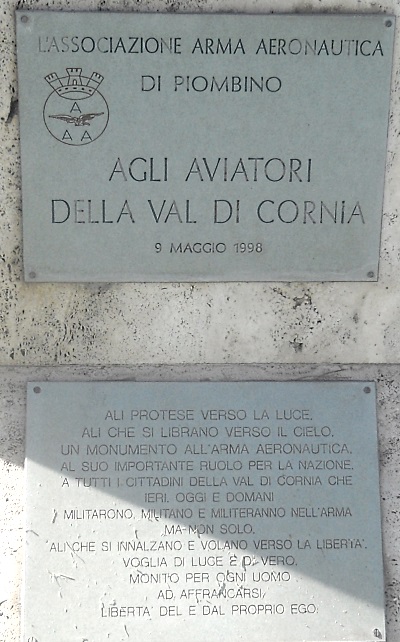 L'ASSOCIAZIONE ARMA AERONAUTICA
DI PIOMBINO
A
A A
AGLI AVIATORI
DELLA VAL DI CORNIA
9 MAGGIO 1998
ALI PROTESE VERSO LA LUCE,
ALI CHE SI LIBRANO VERSO IL CIELO,
UN MONUMENTO ALL'ARMA AERONAUTICA,
AL SUO IMPORTANTE RUOLO PER LA NAZIONE,
A TUTTI I CITTADINI DELLA VAL DI CORNIA CHE
IERI, OGGI E DOMANI
MILITARONO, MILITANO E MILITERANNO NELL'ARMA
MA NON SOLO,
ALI CHE SI INNALZANO E VOLANO VERSO LA LIBERTA',
VOGLIA DI LUCE E DI VERO,
MONITO PER OGNI UOMO
AD AFFRANCARSI,
LIBERTA' DEL E DAL PROPRIO EGO.